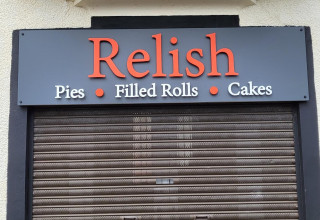 Relish
Pies • Filled Rolls • Cakes